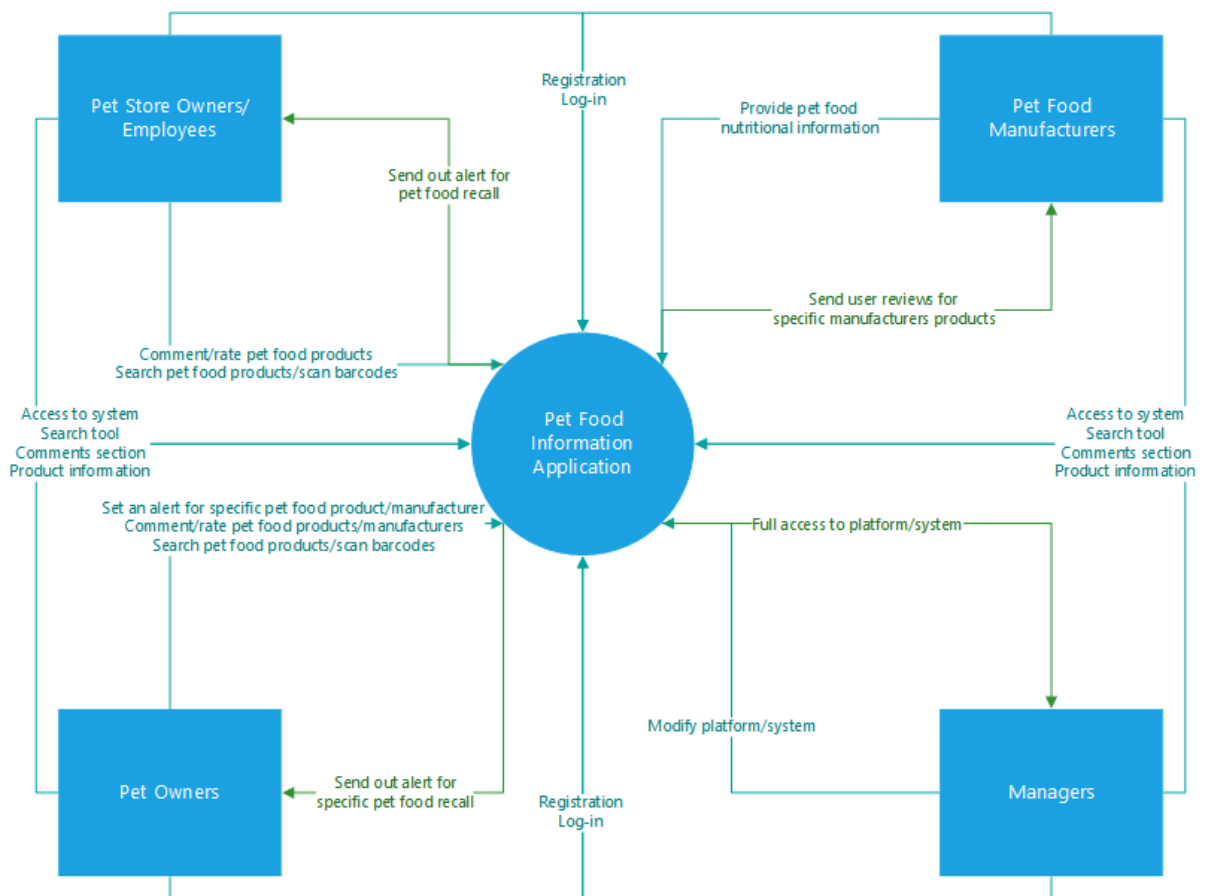 Registration
Log-in
Pet Store Owners/
Employees
Pet Food
Manufacturers
Provide pet food
nutritional information
Send out alert for
pet food recall
Send user reviews for
specific manufacturers products
Comment/rate pet food products
Search pet food products/scan barcodes
Access to system
Search tool
Comments section
Product information
Pet Food
Information
Application
Access to system
Search tool
Comments section
Product information
Set an alert for specific pet food product/manufacturer
Comment/rate pet food products/manufacturers
Search pet food products/scan barcodes
Full access to platform/system
Modify platform/system
Pet Owners
Send out alert for
specific pet food recall
Registration
Log-in
Managers